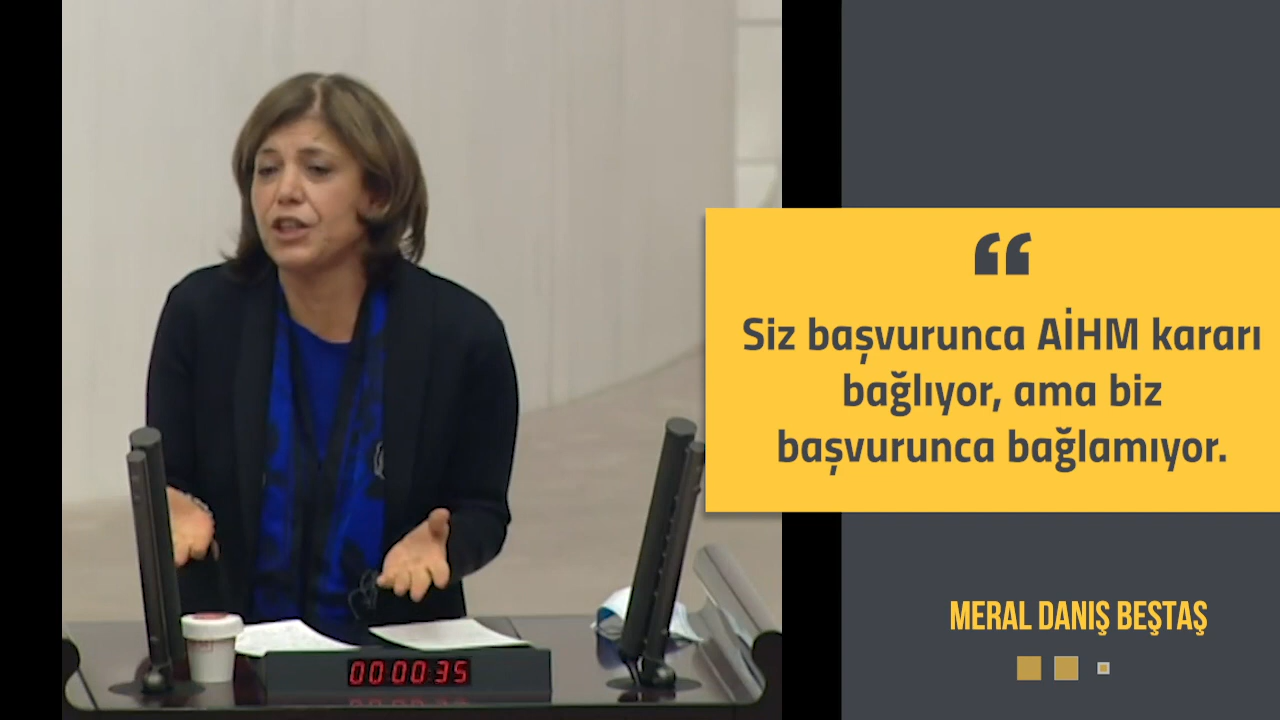 “
Siz başvurunca AİHM kararı
bağlıyor, ama biz
başvurunca bağlamıyor.
MERAL DANIŞ BEŞTAŞ
00:00:35